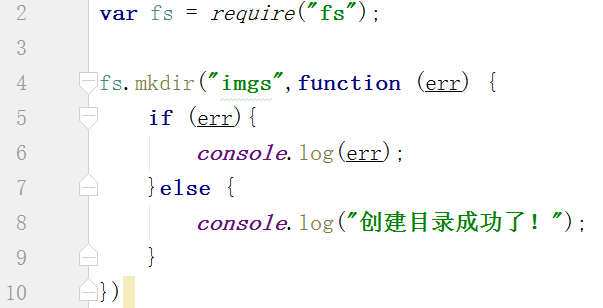 2 var fs = require("fs");
3
4 fs.mkdir("imgs",function (err) {
5 if (err){
6 console.log(err);
7 }else {
8 console.log("创建目录成功了！");
9 }
10 })